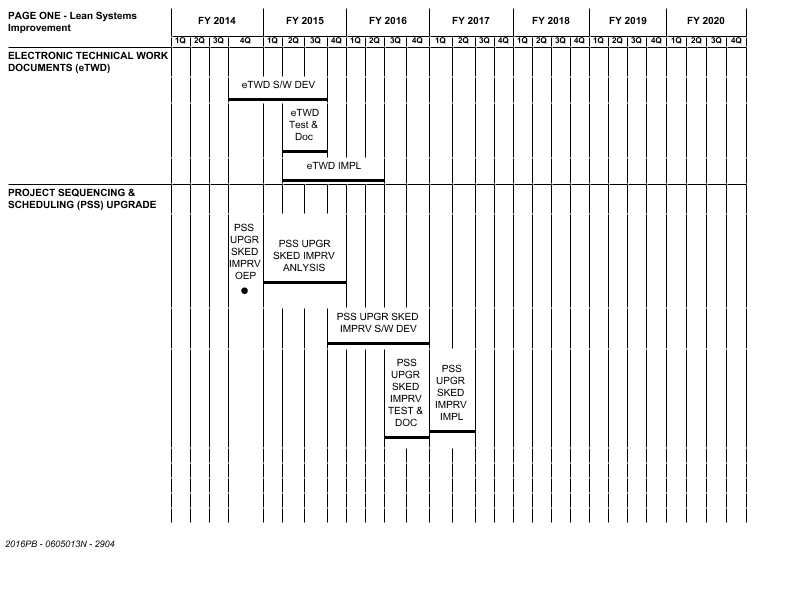 PAGE ONE - Lean Systems
Improvement
FY 2014 FY 2015 FY 2016 FY 2017 FY 2018 FY 2019 FY 2020
1Q 2Q 3Q 4Q 1Q 2Q 3Q 4Q 1Q 2Q 3Q 4Q 1Q 2Q 3Q 4Q 1Q 2Q 3Q 4Q 1Q 2Q 3Q 4Q 1Q 2Q 3Q 4Q
ELECTRONIC TECHNICAL WORK
DOCUMENTS (eTWD)
eTWD S/W DEV
eTWD
Test &
Doc
eTWD IMPL
PROJECT SEQUENCING &
SCHEDULING (PSS) UPGRADE
PSS
UPGR
SKED
IMPRV
OEP
PSS UPGR
SKED IMPRV
ANLYSIS
PSS UPGR SKED
IMPRV S/W DEV
PSS
UPGR
SKED
IMPRV
TEST &
DOC
PSS
UPGR
SKED
IMPRV
IMPL
2016PB - 0605013N - 2904